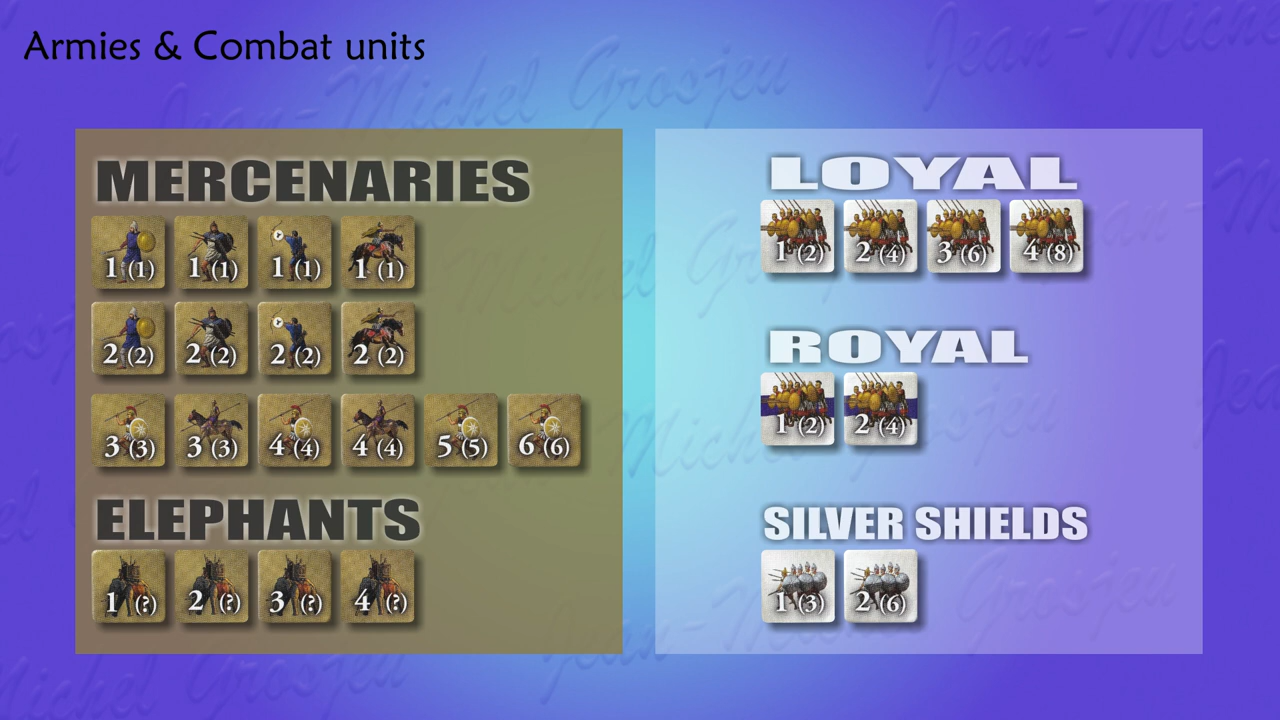 Armies & Combat units
MERCENARIES
1 (1) 1 (1) 1 (1) 1 (1)
2 (2) 2 (2) 2 (2) 2 (2)
3 (3) 3 (3) 4 (4) 4 (4) 5 (5) 6 (6)
ELEPHANTS
1 (?) 2 (?) 3 (?) 4 (?)
LOYAL
1 (2) 2 (4) 3 (6) 4 (8)
ROYAL
1 (2) 2 (4)
SILVER SHIELDS
1 (3) 2 (6)
Jean-Michel Grosjeu